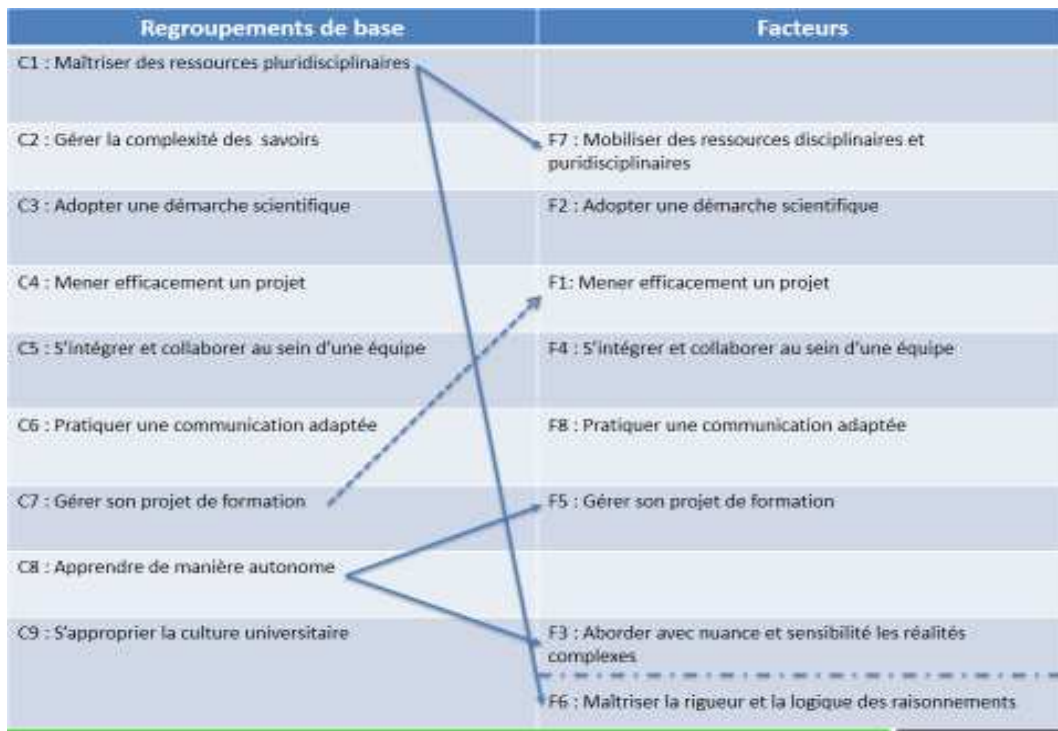 Regroupements de base
Facteurs
C1 : Maîtriser des ressources pluridisciplinaires
C2 : Gérer la complexité des savoirs
F7 : Mobiliser des ressources disciplinaires et
puridisciplinaires
C3 : Adopter une démarche scientifique
F2 : Adopter une démarche scientifique
C4 : Mener efficacement un projet
F1: Mener efficacement un projet
C5 : S'intégrer et collaborer au sein d'une équipe
F4 : S'intégrer et collaborer au sein d'une équipe
C6 : Pratiquer une communication adaptée
F8 : Pratiquer une communication adaptée
C7 : Gérer son projet de formation
F5 : Gérer son projet de formation
C8 : Apprendre de manière autonome
C9 : S'approprier la culture universitaire
F3 : Aborder avec nuance et sensibilité les réalités
complexes
F6 : Maîtriser la rigueur et la logique des raisonnements